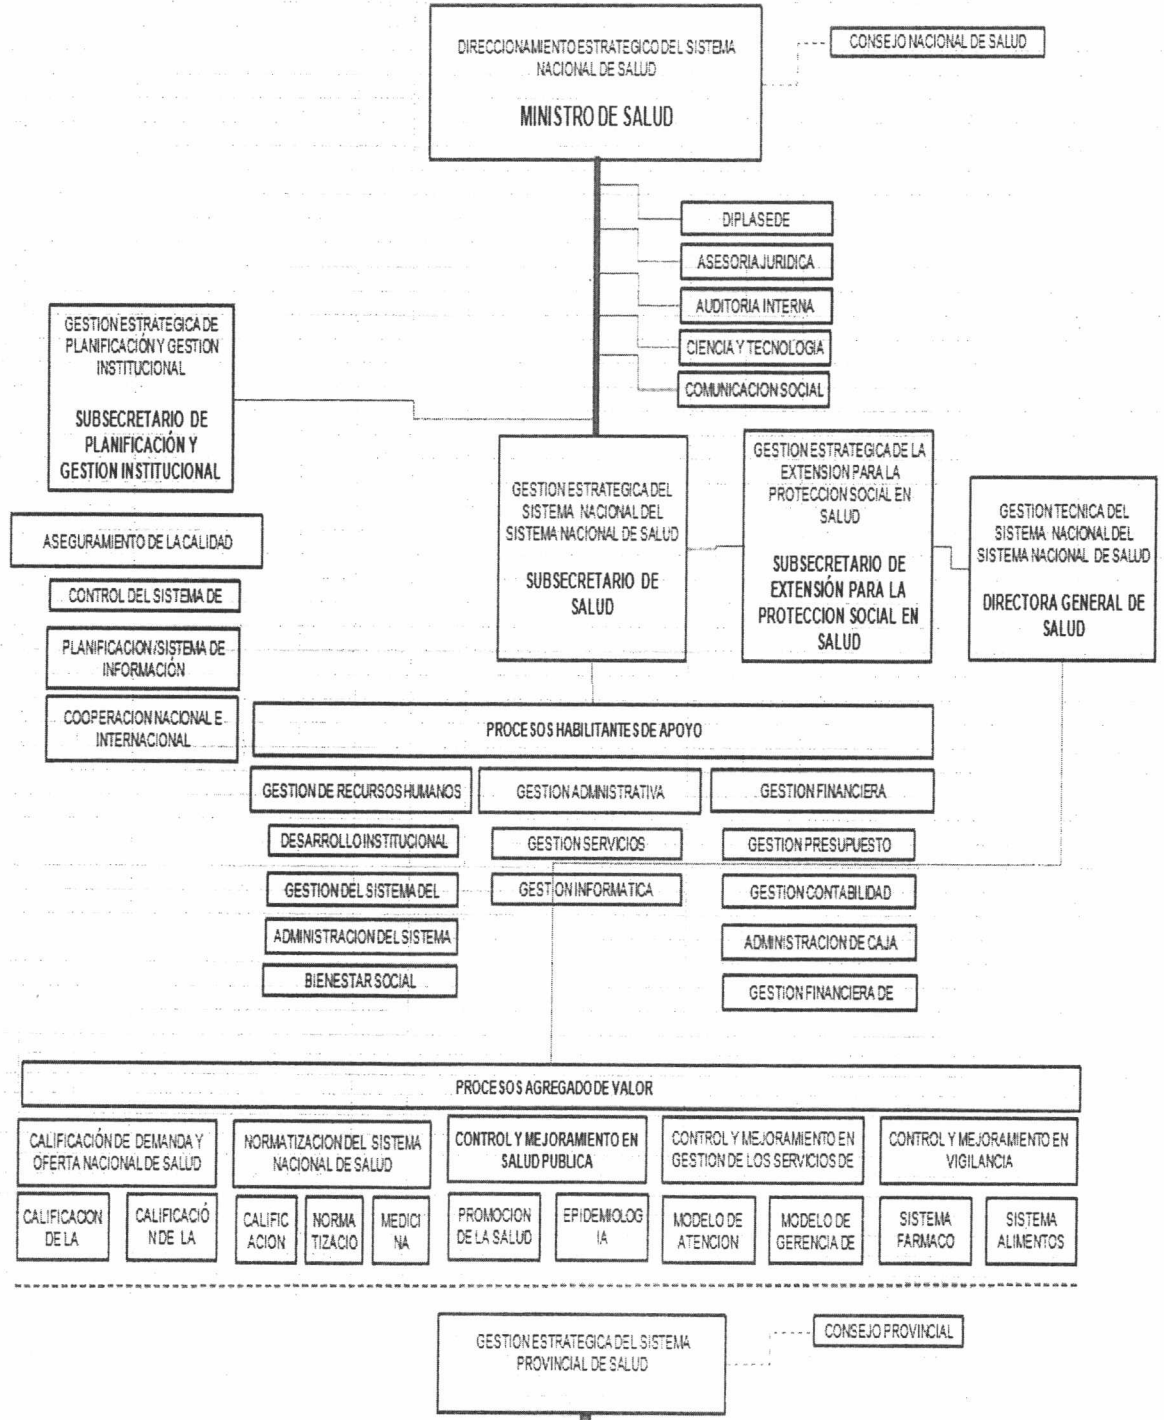 DIRECCIONAMIENTO ESTRATEGICO DEL SISTEMA
NACIONAL DE SALUD
MINISTRO DE SALUD
CONSEJO NACIONAL DE SALUD
DIPLASEDE
ASESORIA JURIDICA
AUDITORIA INTERNA
CIENCIA Y TECNOLOGIA
COMUNICACION SOCIAL
GESTION ESTRATEGICA DE
PLANIFICACIÓN Y GESTION
INSTITUCIONAL
SUBSECRETARIO DE
PLANIFICACIÓN Y
GESTION INSTITUCIONAL
ASEGURAMIENTO DE LA CALIDAD
CONTROL DEL SISTEMA DE
PLANIFICACION/SISTEMA DE
INFORMACIÓN
COOPERACION NACIONAL E
INTERNACIONAL
GESTION ESTRATEGICA DEL
SISTEMA NACIONAL DEL
SISTEMA NACIONAL DE SALUD
SUBSECRETARIO DE
SALUD
GESTION ESTRATEGICA DE LA
EXTENSION PARA LA
PROTECCION SOCIAL EN
SALUD
SUBSECRETARIO DE
EXTENSIÓN PARA LA
PROTECCION SOCIAL EN
SALUD
GESTION TECNICA DEL
SISTEMA NACIONAL DEL
SISTEMA NACIONAL DE SALUD
DIRECTORA GENERAL DE
SALUD
PROCESOS HABILITANTES DE APOYO
GESTION DE RECURSOS HUMANOS
DESARROLLO INSTITUCIONAL
GESTION DEL SISTEMA DEL
ADMINISTRACION DEL SISTEMA
BIENESTAR SOCIAL
GESTION ADMNISTRATIVA
GESTION SERVICIOS
GESTION INFORMATICA
GESTION FINANCIERA
GESTION PRESUPUESTO
GESTION CONTABILIDAD
ADMINISTRACION DE CAJA
GESTION FINANCIERA DE
PROCESOS AGREGADO DE VALOR
CALIFICACIÓN DE DEMANDA Y
OFERTA NACIONAL DE SALUD
CALIFICACION
DE LA
CALIFICACIÓ
N DE LA
NORMATIZACION DEL SISTEMA
NACIONAL DE SALUD
CALIFIC
ACION
NORMA
TIZACIO
MEDICI
NA
CONTROL Y MEJORAMIENTO EN
SALUD PUBLICA
PROMOCION
DE LA SALUD
EPIDEMIOLOG
IA
CONTROL Y MEJORAMIENTO EN
GESTION DE LOS SERVICIOS DE
MODELO DE
ATENCION
MODELO DE
GERENCIA DE
CONTROL Y MEJORAMIENTO EN
VIGILANCIA
SISTEMA
FARMACO
SISTEMA
ALIMENTOS
GESTION ESTRATEGICA DEL SISTEMA
PROVINCIAL DE SALUD
CONSEJO PROVINCIAL